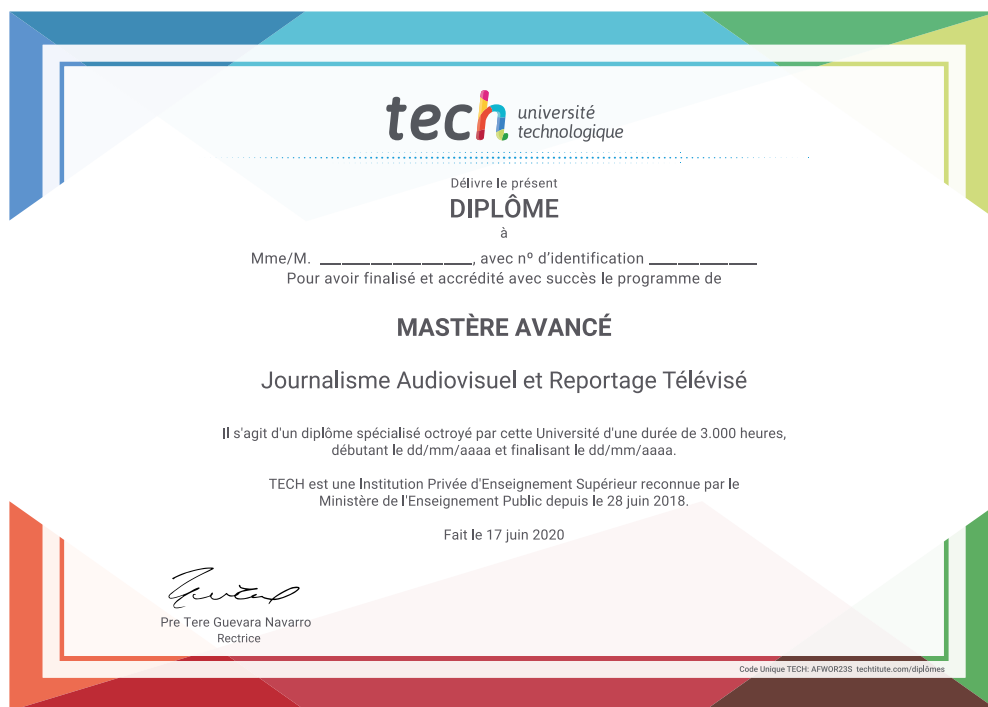 tech université
technologique
Délivre le présent
DIPLÔME
à
Mme/M. __________________, avec nº d'identification _____________
Pour avoir finalisé et accrédité avec succès le programme de
MASTÈRE AVANCÉ
Journalisme Audiovisuel et Reportage Télévisé
Il s'agit d'un diplôme spécialisé octroyé par cette Université d'une durée de 3.000 heures,
débutant le dd/mm/aaaa et finalisant le dd/mm/aaaa.
TECH est une Institution Privée d'Enseignement Supérieur reconnue par le
Ministère de l'Enseignement Public depuis le 28 juin 2018.
Fait le 17 juin 2020
Pre Tere Guevara Navarro
Rectrice
Code Unique TECH: AFWOR23S techtitute.com/diplômes